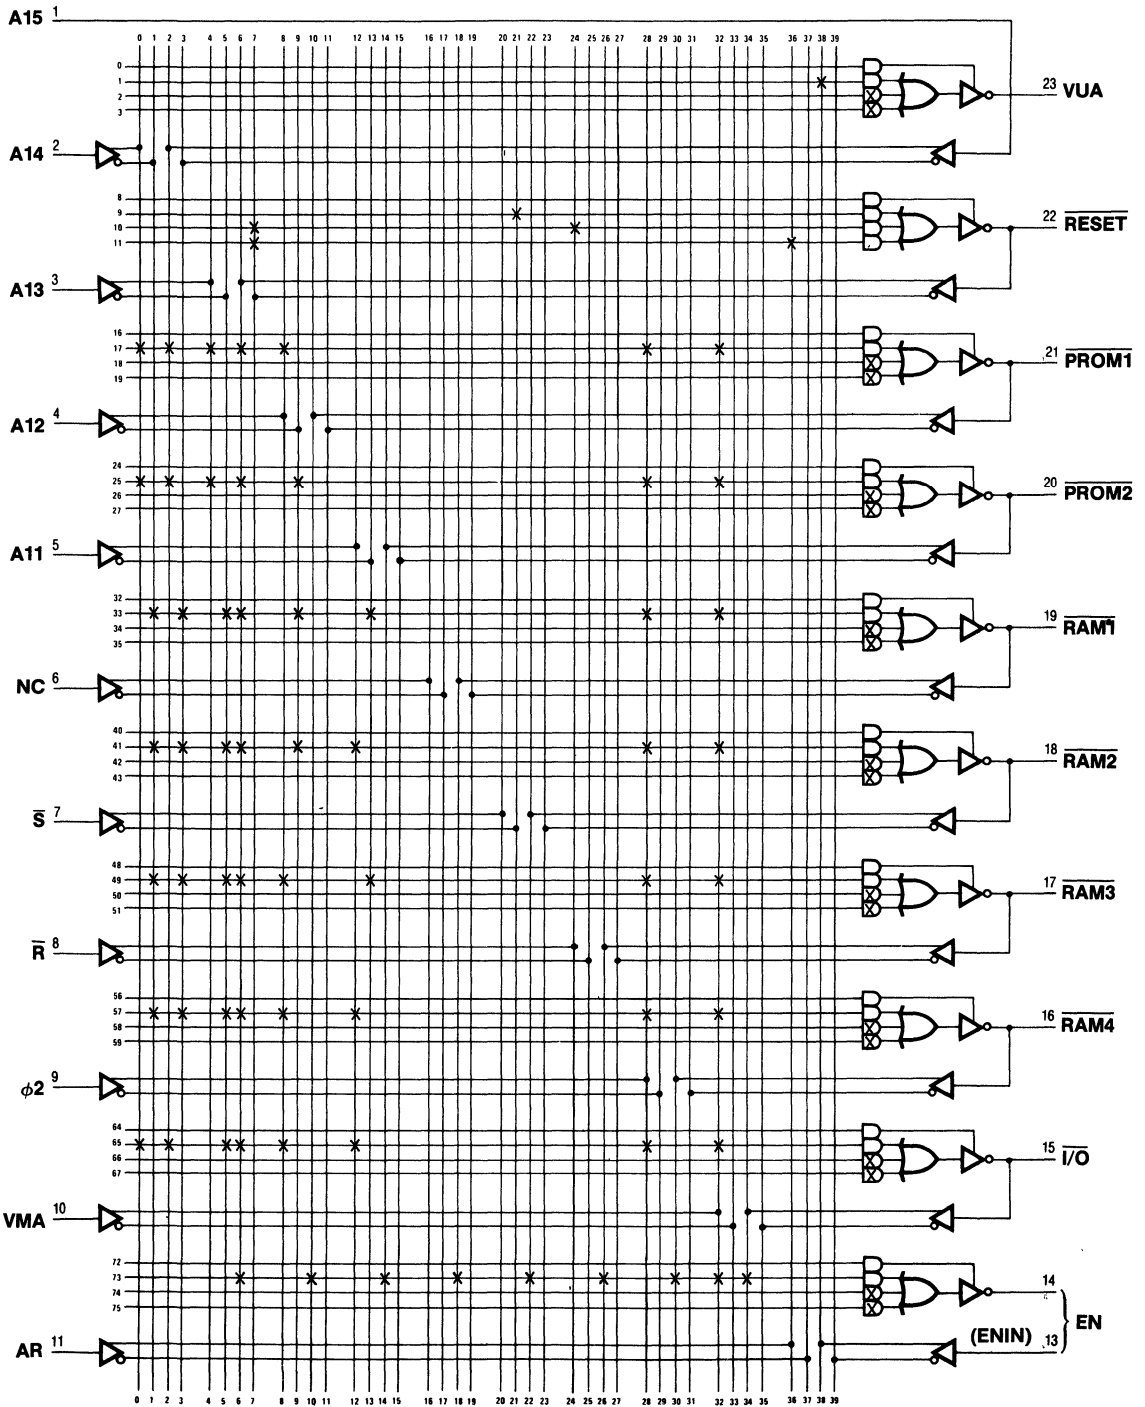 A15 1
0 1 2 3 4 5 6 7 8 9 10 11 12 13 14 15 16 17 18 19 20 21 22 23 24 25 26 27 28 29 30 31 32 33 34 35 36 37 38 39
0
1
2
3
23 VUA
A14 2
8
9
10
11
22 R̅E̅S̅E̅T̅
A13 3
16
17
18
19
21 P̅R̅O̅M̅1̅
A12 4
24
25
26
27
20 P̅R̅O̅M̅2̅
A11 5
32
33
34
35
19 R̅A̅M̅1̅
NC 6
40
41
42
43
18 R̅A̅M̅2̅
S̅ 7
48
49
50
51
17 R̅A̅M̅3̅
R̅ 8
56
57
58
59
16 R̅A̅M̅4̅
ϕ2 9
64
65
66
67
15 I̅/̅O̅
VMA 10
72
73
74
75
14
EN
AR 11
(ENIN) 13
0 1 2 3 4 5 6 7 8 9 10 11 12 13 14 15 16 17 18 19 20 21 22 23 24 25 26 27 28 29 30 31 32 33 34 35 36 37 38 39